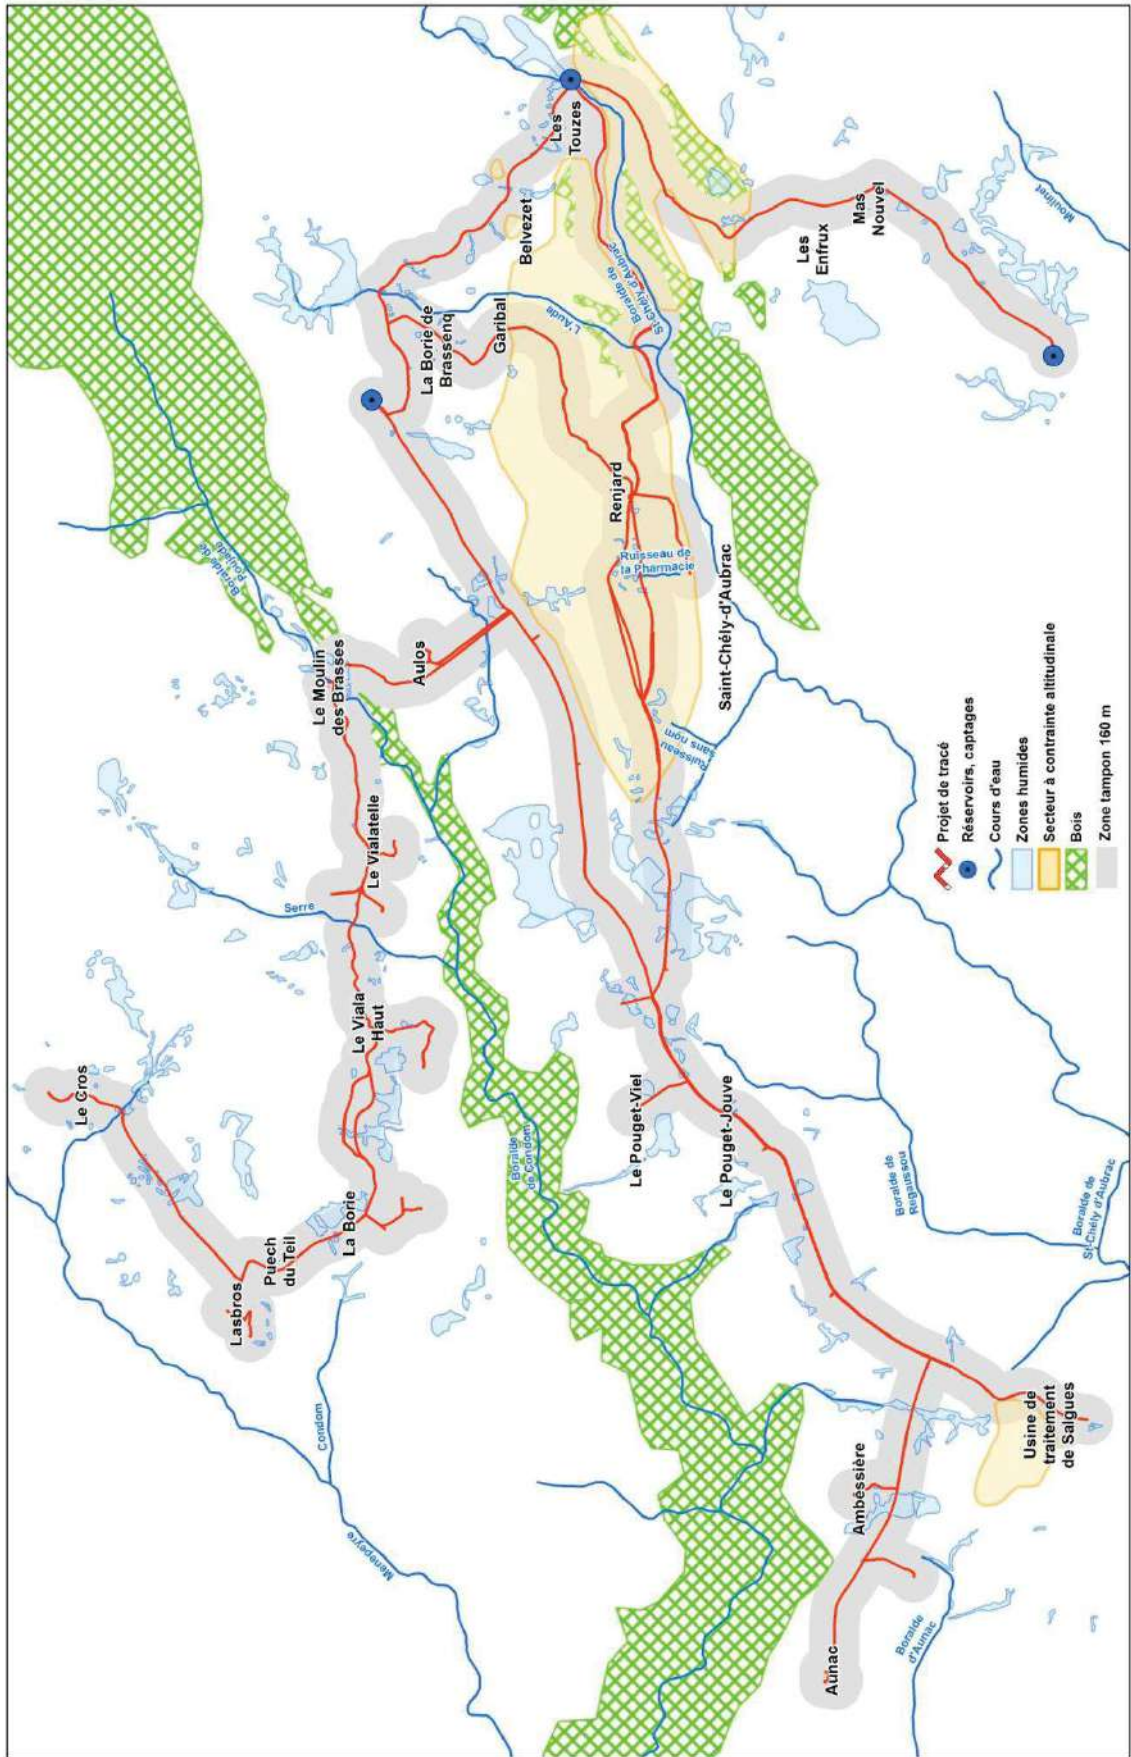 Le Cros
Lasbros
Puech
du Teil
La Borie
Le Viala
Haut
Serre
Le Vialatelle
Le Moulin
des Brasses
Boralde de
Poujade
Aulos
La Borie de
Brassenq
Garibal
Belvezet
Les
Touzes
L'Aude
Boralde de
St-Chély d'Aubrac
Les
Enfrux
Mas
Nouvel
Moulinet
Renjard
Ruisseau de
la Pharmacie
Saint-Chély-d'Aubrac
Ruisseau
sans nom
Condom
Menepeyre
Boralde
de Condom
Le Pouget-Viel
Le Pouget-Jouve
Boralde de
Regaussou
Boralde de
St-Chély d'Aubrac
Usine de
traitement
de Salgues
Ambéssière
Aunac
Boralde
d'Aunac
Projet de tracé
Réservoirs, captages
Cours d'eau
Zones humides
Secteur à contrainte altitudinale
Bois
Zone tampon 160 m